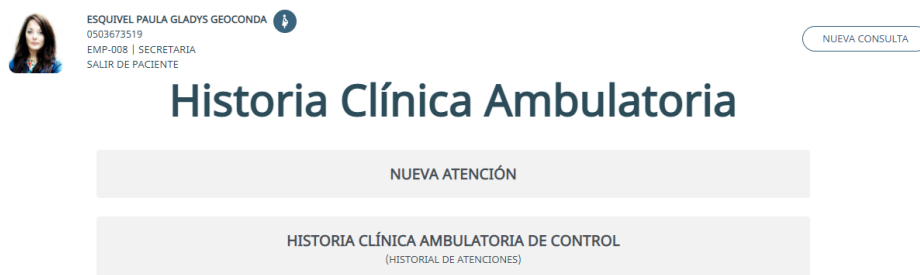 ESQUIVEL PAULA GLADYS GEOCONDA
0503673519
EMP-008 | SECRETARIA
SALIR DE PACIENTE
NUEVA CONSULTA
Historia Clínica Ambulatoria
NUEVA ATENCIÓN
HISTORIA CLÍNICA AMBULATORIA DE CONTROL
(HISTORIAL DE ATENCIONES)